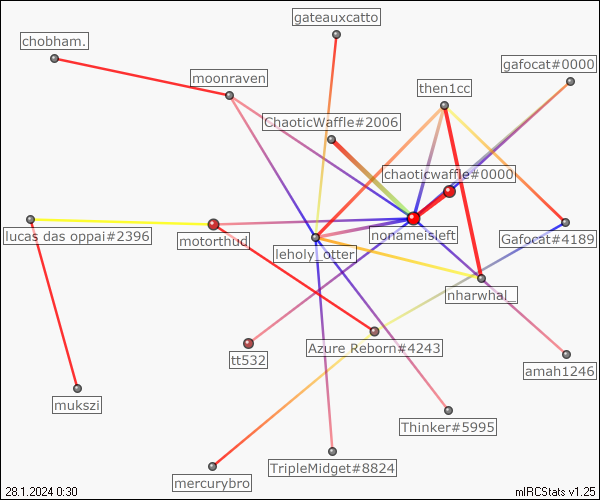 gateauxcatto
chobham.
gafocat#0000
moonraven
then1cc
ChaoticWaffle#2006
chaoticwaffle#0000
lucas das oppai#2396
motorthud
nonameisleft
Gafocat#4189
leholy_otter
nharwhal_
Azure Reborn#4243
tt532
amah1246
mukszi
Thinker#5995
TripleMidget#8824
mercurybro
28.1.2024 0:30
mIRCStats v1.25